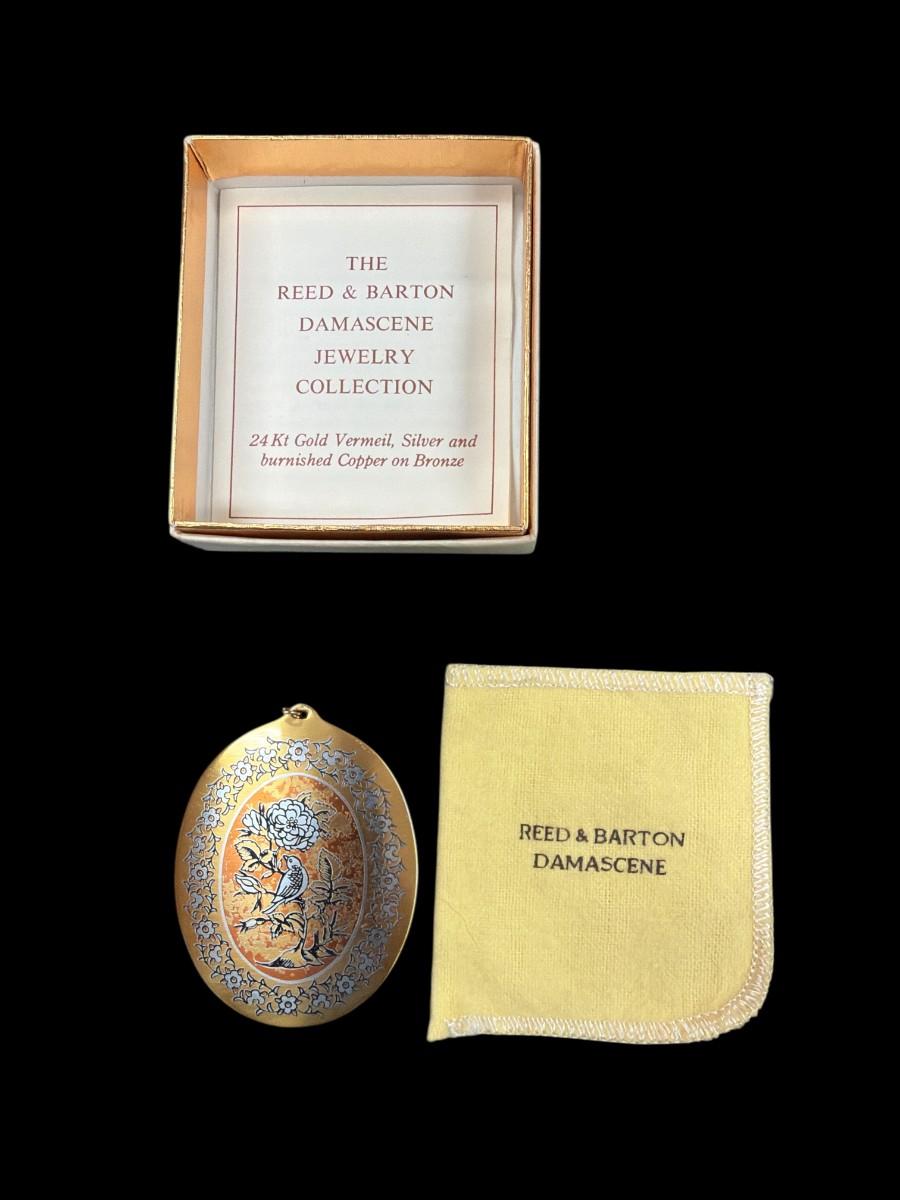 THE
REED & BARTON
DAMASCENE
JEWELRY
COLLECTION
24 Kt Gold Vermeil, Silver and
burnished Copper on Bronze
REED & BARTON
DAMASCENE